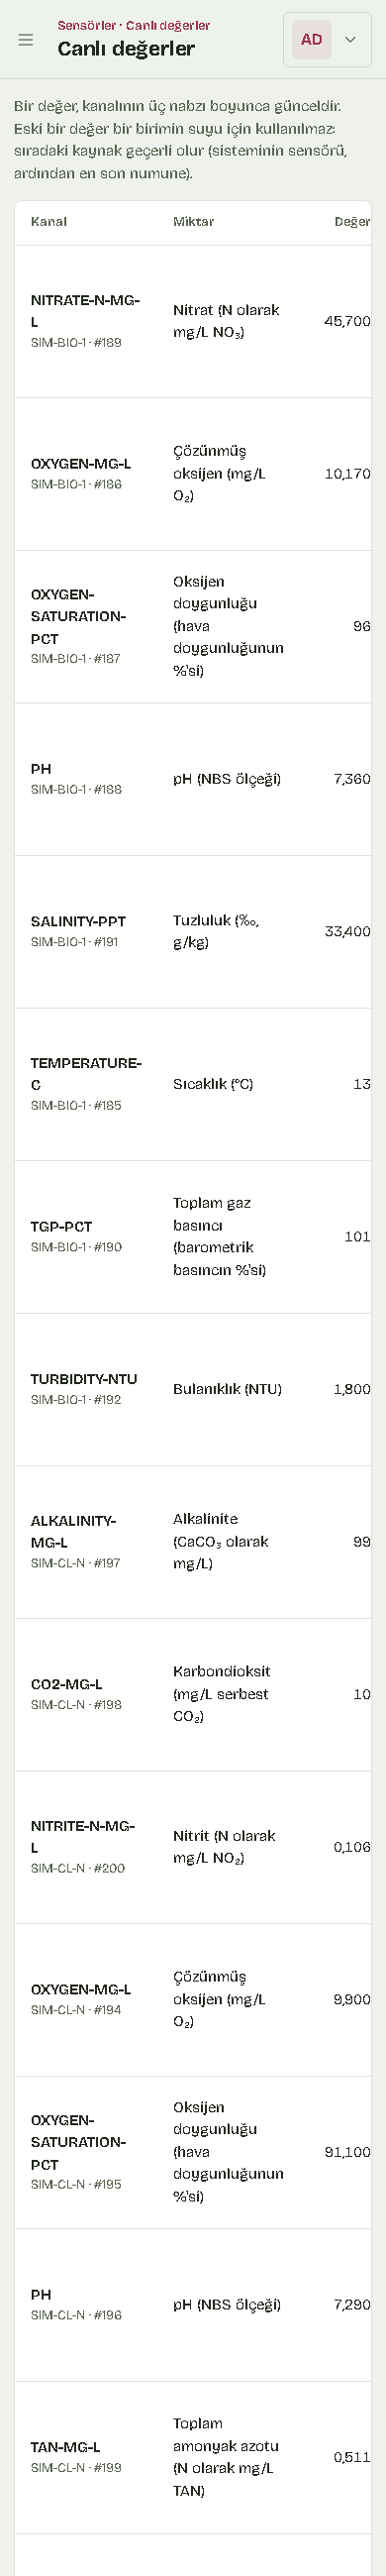 Sensörler · Canlı değerler
Canlı değerler
AD
Bir değer, kanalının üç nabzı boyunca günceldir.
Eski bir değer bir birimin suyu için kullanılmaz:
sıradaki kaynak geçerli olur (sisteminin sensörü,
ardından en son numune).
Kanal Miktar Değer
NITRATE-N-MG-
L
SIM-BIO-1 · #189
Nitrat (N olarak
mg/L NO₃)
45,700
OXYGEN-MG-L
SIM-BIO-1 · #186
Çözünmüş
oksijen (mg/L
O₂)
10,170
OXYGEN-
SATURATION-
PCT
SIM-BIO-1 · #187
Oksijen
doygunluğu
(hava
doygunluğunun
%'si)
96
PH
SIM-BIO-1 · #188
pH (NBS ölçeği)
7,360
SALINITY-PPT
SIM-BIO-1 · #191
Tuzluluk (‰,
g/kg)
33,400
TEMPERATURE-
C
SIM-BIO-1 · #185
Sıcaklık (°C)
13
TGP-PCT
SIM-BIO-1 · #190
Toplam gaz
basıncı
(barometrik
basıncın %'si)
101
TURBIDITY-NTU
SIM-BIO-1 · #192
Bulanıklık (NTU)
1,800
ALKALINITY-
MG-L
SIM-CL-N · #197
Alkalinite
(CaCO₃ olarak
mg/L)
99
CO2-MG-L
SIM-CL-N · #198
Karbondioksit
(mg/L serbest
CO₂)
10
NITRITE-N-MG-
L
SIM-CL-N · #200
Nitrit (N olarak
mg/L NO₂)
0,106
OXYGEN-MG-L
SIM-CL-N · #194
Çözünmüş
oksijen (mg/L
O₂)
9,900
OXYGEN-
SATURATION-
PCT
SIM-CL-N · #195
Oksijen
doygunluğu
(hava
doygunluğunun
%'si)
91,100
PH
SIM-CL-N · #196
pH (NBS ölçeği)
7,290
TAN-MG-L
SIM-CL-N · #199
Toplam
amonyak azotu
(N olarak mg/L
TAN)
0,511